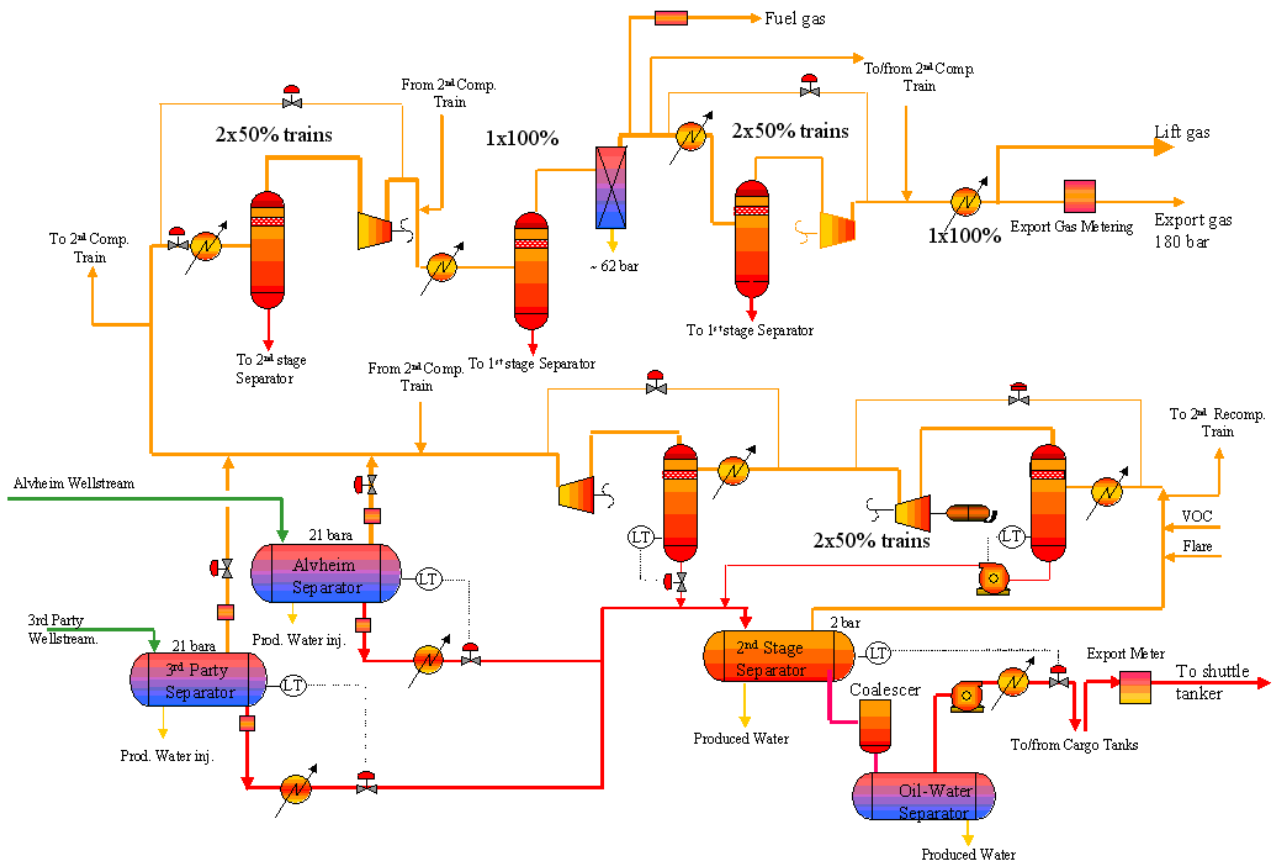 Fuel gas
To/from 2nd Comp.
Train
From 2nd Comp.
Train
2x50% trains
1x100%
2x50% trains
Lift gas
To 2nd Comp.
Train
Export Gas Metering
Export gas
180 bar
1x100%
~ 62 bar
To 1st stage Separator
To 2nd stage
Separator
To 1st stage Separator
From 2nd Comp.
Train
To 2nd Recomp.
Train
Alvheim Wellstream
VOC
2x50% trains
Flare
21 bara
LT
LT
Alvheim
Separator
LT
3rd Party
Wellstream.
Prod. Water inj.
21 bara
2 bar
3rd Party
Separator
LT
2nd Stage
Separator
LT
Export Meter
To shuttle
tanker
Coalescer
Prod. Water inj.
Produced Water
To/from Cargo Tanks
Oil-Water
Separator
Produced Water